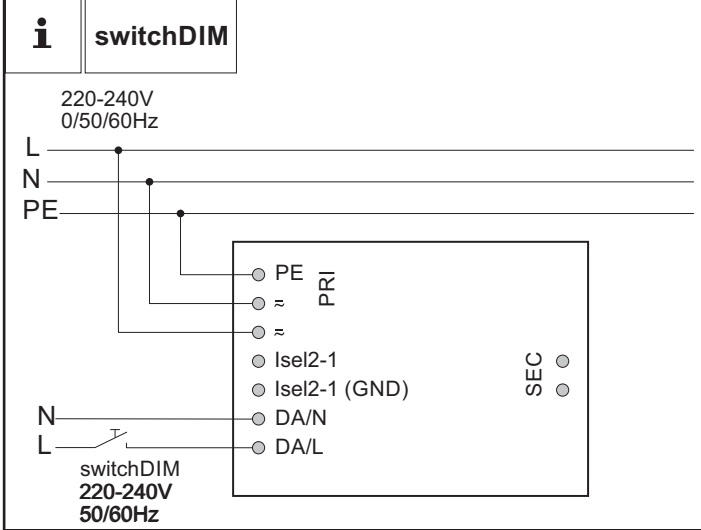 i
switchDIM
220-240V
0/50/60Hz
L
N
PE
PE
PRI
≂
≂
Isel2-1
Isel2-1 (GND)
SEC
N
DA/N
L
DA/L
switchDIM
220-240V
50/60Hz